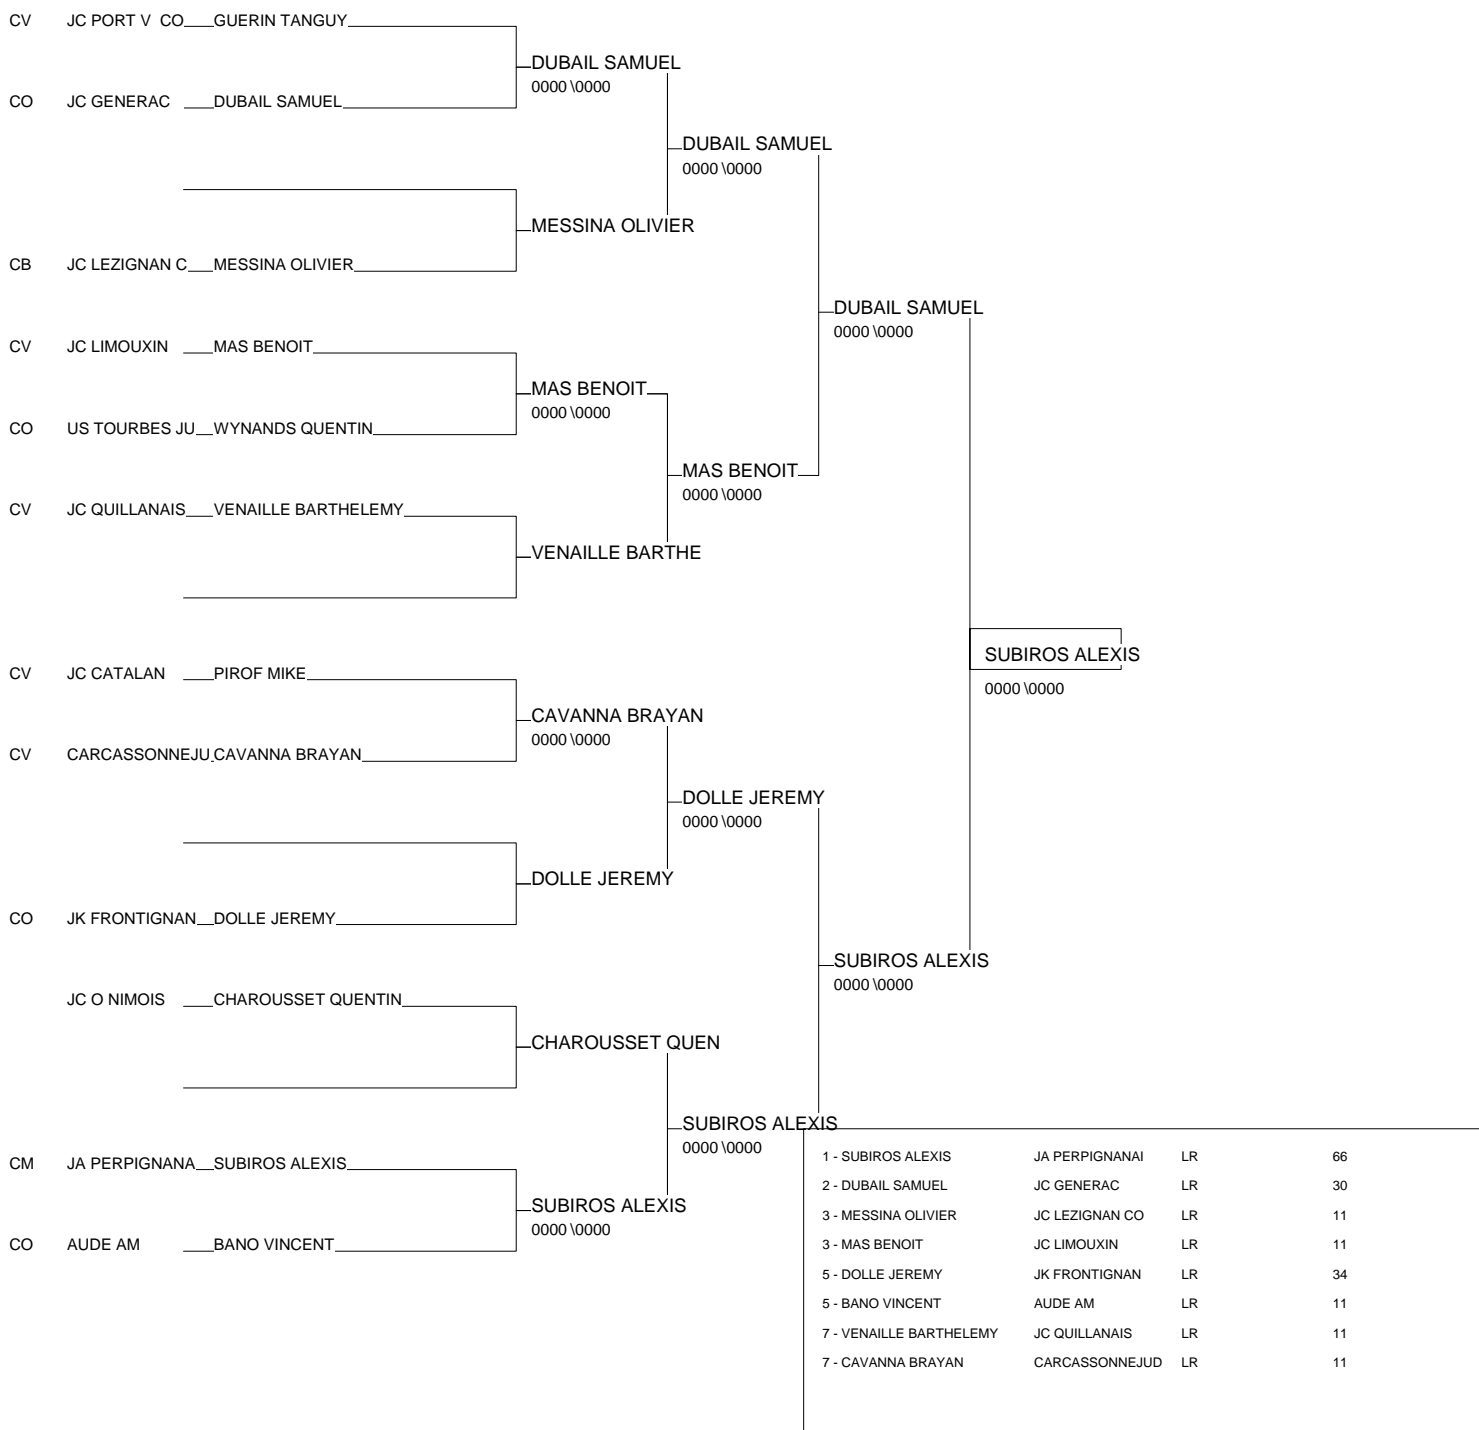 CV JC PORT V  CO GUERIN TANGUY
DUBAIL SAMUEL
0000 \0000
CO JC GENERAC DUBAIL SAMUEL
DUBAIL SAMUEL
0000 \0000
MESSINA OLIVIER
CB JC LEZIGNAN C MESSINA OLIVIER
DUBAIL SAMUEL
0000 \0000
CV JC LIMOUXIN MAS BENOIT
MAS BENOIT
0000 \0000
CO US TOURBES JU WYNANDS QUENTIN
MAS BENOIT
0000 \0000
CV JC QUILLANAIS VENAILLE BARTHELEMY
VENAILLE BARTHE
SUBIROS ALEXIS
0000 \0000
CV JC CATALAN PIROF MIKE
CAVANNA BRAYAN
0000 \0000
CV CARCASSONNEJU CAVANNA BRAYAN
DOLLE JEREMY
0000 \0000
DOLLE JEREMY
CO JK FRONTIGNAN DOLLE JEREMY
SUBIROS ALEXIS
0000 \0000
JC O NIMOIS CHAROUSSET QUENTIN
CHAROUSSET QUEN
SUBIROS ALEXIS
0000 \0000
CM JA PERPIGNANA SUBIROS ALEXIS
SUBIROS ALEXIS
0000 \0000
CO AUDE AM BANO VINCENT
1 - SUBIROS ALEXIS JA PERPIGNANAI LR 66
2 - DUBAIL SAMUEL JC GENERAC LR 30
3 - MESSINA OLIVIER JC LEZIGNAN CO LR 11
3 - MAS BENOIT JC LIMOUXIN LR 11
5 - DOLLE JEREMY JK FRONTIGNAN LR 34
5 - BANO VINCENT AUDE AM LR 11
7 - VENAILLE BARTHELEMY JC QUILLANAIS LR 11
7 - CAVANNA BRAYAN CARCASSONNEJUD LR 11